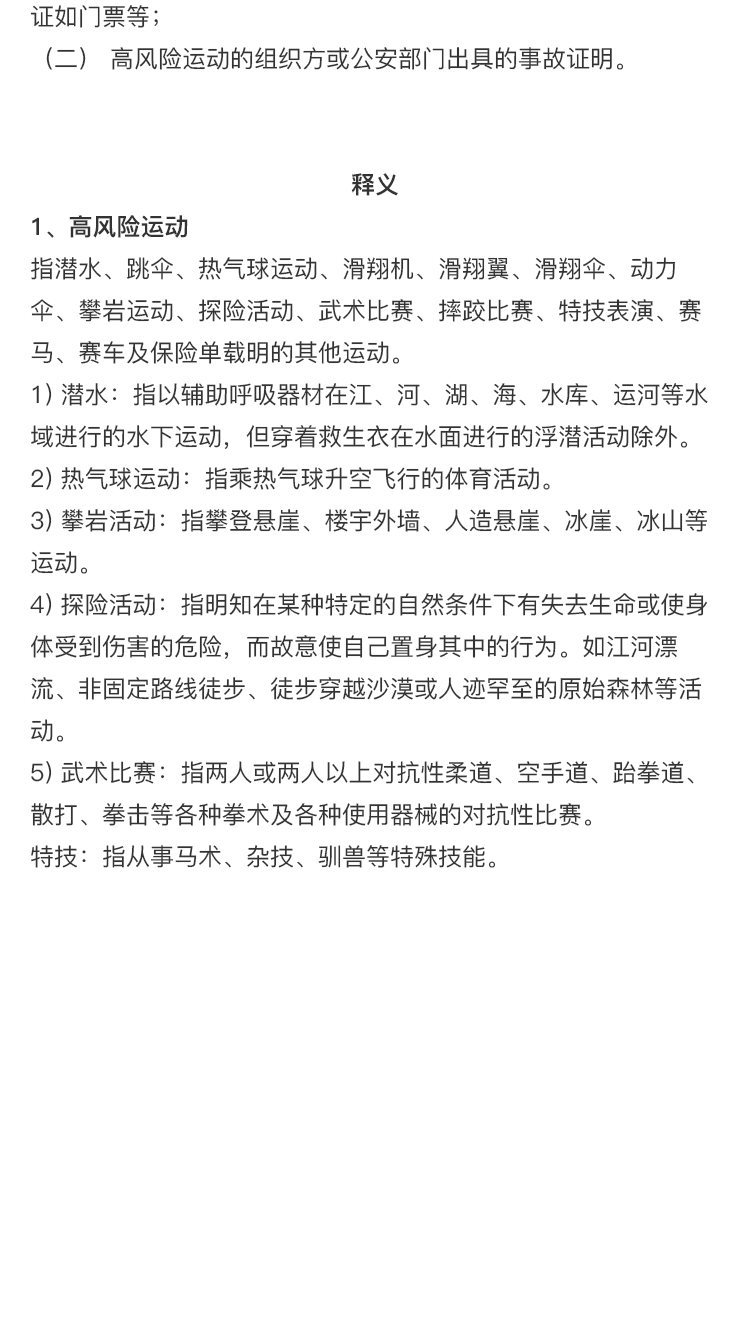 证如门票等；
（二） 高风险运动的组织方或公安部门出具的事故证明。
释义
1、高风险运动
指潜水、跳伞、热气球运动、滑翔机、滑翔翼、滑翔伞、动力
伞、攀岩运动、探险活动、武术比赛、摔跤比赛、特技表演、赛
马、赛车及保险单载明的其他运动。
1) 潜水：指以辅助呼吸器材在江、河、湖、海、水库、运河等水
域进行的水下运动，但穿着救生衣在水面进行的浮潜活动除外。
2) 热气球运动：指乘热气球升空飞行的体育活动。
3) 攀岩活动：指攀登悬崖、楼宇外墙、人造悬崖、冰崖、冰山等
运动。
4) 探险活动：指明知在某种特定的自然条件下有失去生命或使身
体受到伤害的危险，而故意使自己置身其中的行为。如江河漂
流、非固定路线徒步、徒步穿越沙漠或人迹罕至的原始森林等活
动。
5) 武术比赛：指两人或两人以上对抗性柔道、空手道、跆拳道、
散打、拳击等各种拳术及各种使用器械的对抗性比赛。
特技：指从事马术、杂技、驯兽等特殊技能。